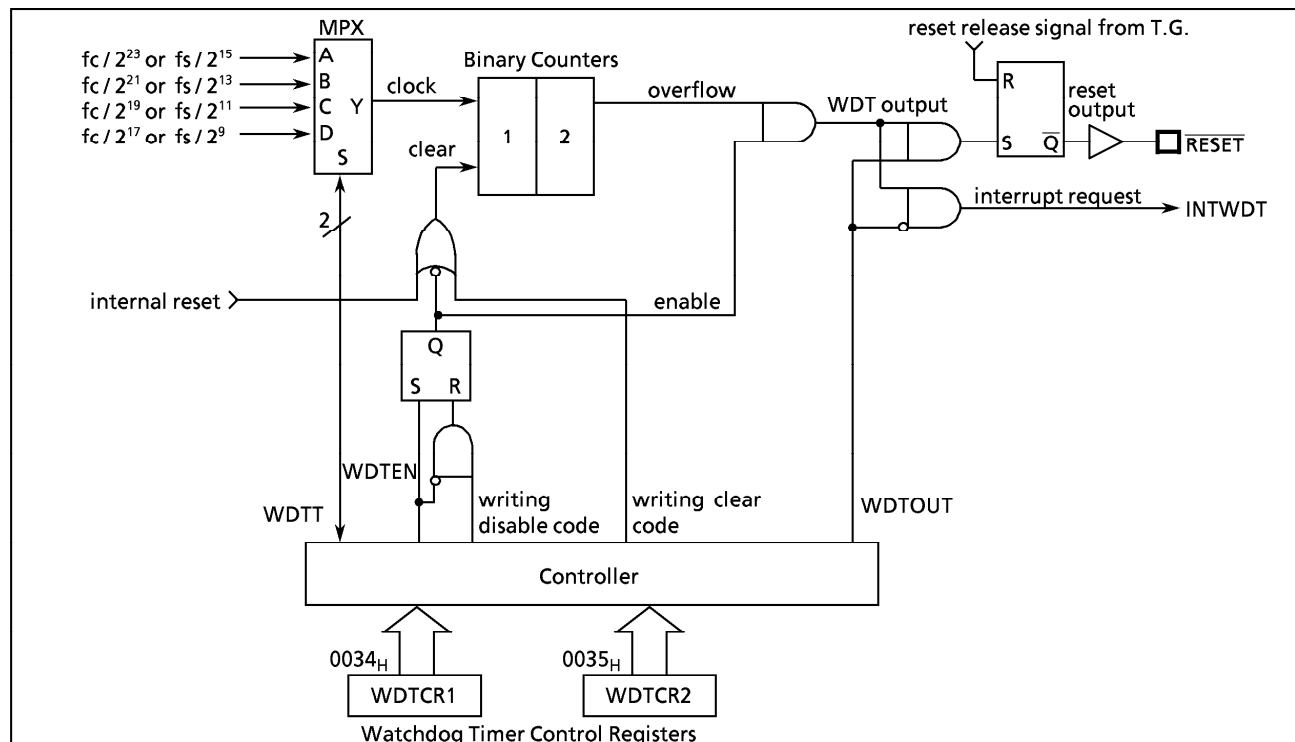 MPX
fc / 2²³ or fs / 2¹⁵
fc / 2²¹ or fs / 2¹³
fc / 2¹⁹ or fs / 2¹¹
fc / 2¹⁷ or fs / 2⁹
A
B
C
D
Y
S
2
clock
clear
Binary Counters
1
2
overflow
WDT output
reset release signal from T.G.
R
S
Q̅
reset
output
R̅E̅S̅E̅T̅
interrupt request
INTWDT
internal reset
enable
Q
S
R
WDTEN
WDTT
writing
disable code
writing clear
code
WDTOUT
Controller
0034H
0035H
WDTCR1
WDTCR2
Watchdog Timer Control Registers